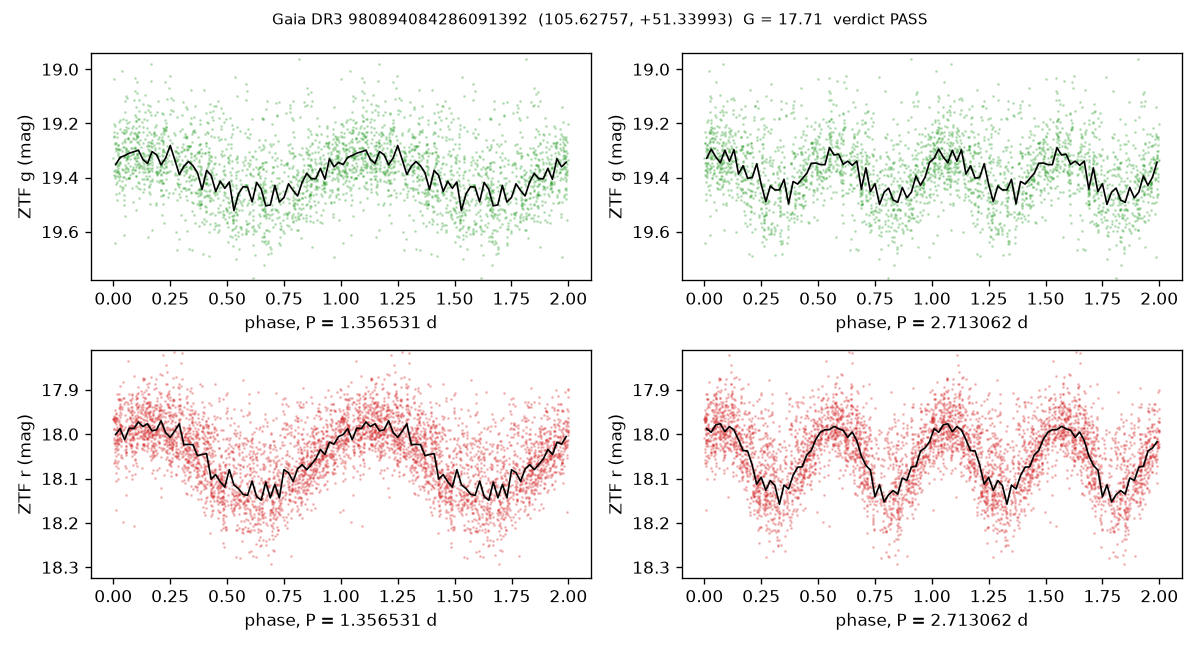 Gaia DR3 980894084286091392 (105.62757, +51.33993) G = 17.71 verdict PASS
ZTF g (mag)
19.0
19.2
19.4
19.6
0.00 0.25 0.50 0.75 1.00 1.25 1.50 1.75 2.00
phase, P = 1.356531 d
ZTF g (mag)
19.0
19.2
19.4
19.6
0.00 0.25 0.50 0.75 1.00 1.25 1.50 1.75 2.00
phase, P = 2.713062 d
ZTF r (mag)
17.9
18.0
18.1
18.2
18.3
0.00 0.25 0.50 0.75 1.00 1.25 1.50 1.75 2.00
phase, P = 1.356531 d
ZTF r (mag)
17.9
18.0
18.1
18.2
18.3
0.00 0.25 0.50 0.75 1.00 1.25 1.50 1.75 2.00
phase, P = 2.713062 d